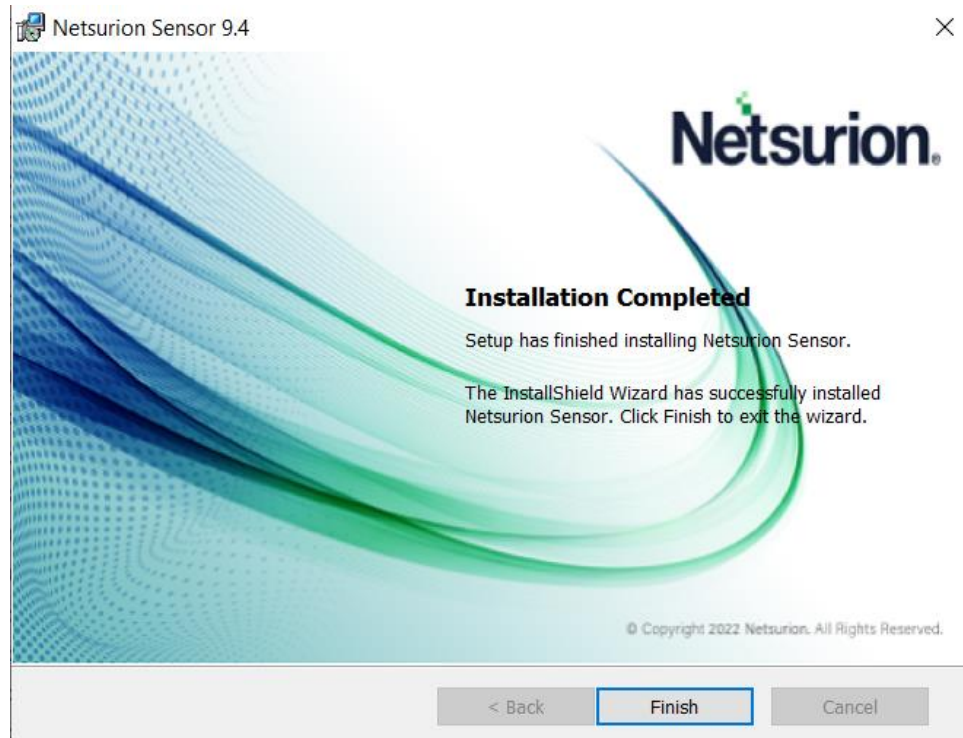 Netsurion Sensor 9.4
Netsurion®
Installation Completed
Setup has finished installing Netsurion Sensor.
The InstallShield Wizard has successfully installed
Netsurion Sensor. Click Finish to exit the wizard.
© Copyright 2022 Netsurion. All Rights Reserved.
< Back Finish Cancel